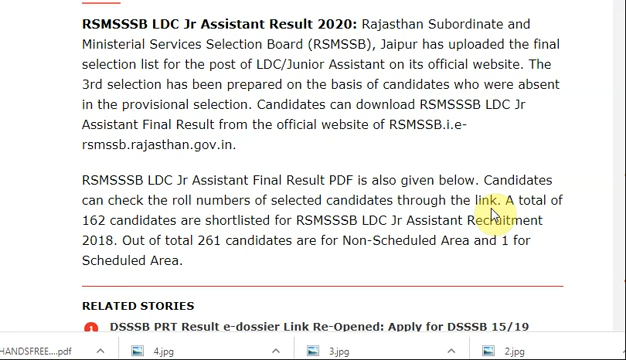 RSMSSSB LDC Jr Assistant Result 2020: Rajasthan Subordinate and
Ministerial Services Selection Board (RSMSSB), Jaipur has uploaded the final
selection list for the post of LDC/Junior Assistant on its official website. The
3rd selection has been prepared on the basis of candidates who were absent
in the provisional selection. Candidates can download RSMSSSB LDC Jr
Assistant Final Result from the official website of RSMSSB.i.e-
rsmssb.rajasthan.gov.in.
RSMSSSB LDC Jr Assistant Final Result PDF is also given below. Candidates
can check the roll numbers of selected candidates through the link. A total of
162 candidates are shortlisted for RSMSSSB LDC Jr Assistant Recruitment
2018. Out of total 261 candidates are for Non-Scheduled Area and 1 for
Scheduled Area.
RELATED STORIES
1 DSSSB PRT Result e-dossier Link Re-Opened: Apply for DSSSB 15/19
HANDSFREE....pdf
4.jpg
3.jpg
2.jpg